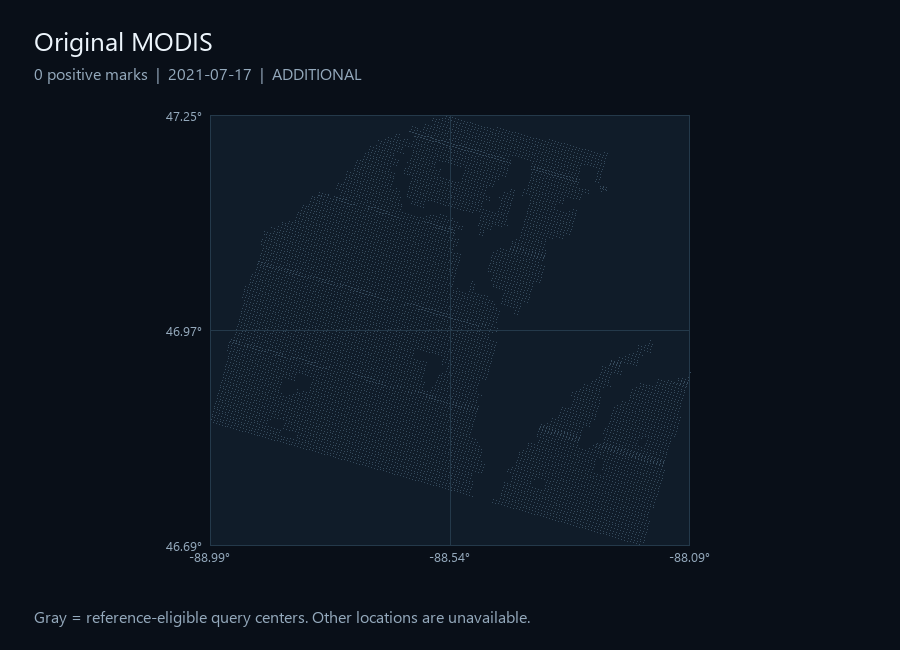 Original MODIS
0 positive marks | 2021-07-17 | ADDITIONAL
47.25°
46.97°
46.69°
-88.99°
-88.54°
-88.09°
Gray = reference-eligible query centers. Other locations are unavailable.